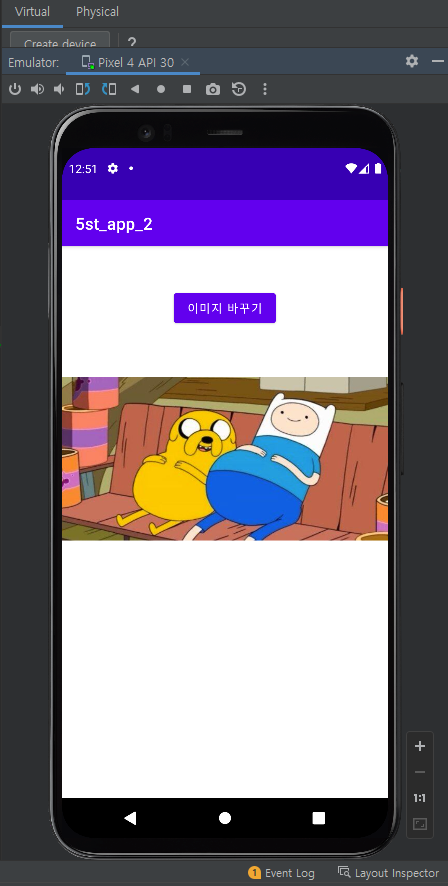 Virtual Physical
Create device ?
Emulator: Pixel 4 API 30
12:51
5st_app_2
이미지 바꾸기
1:1
1 Event Log Layout Inspector